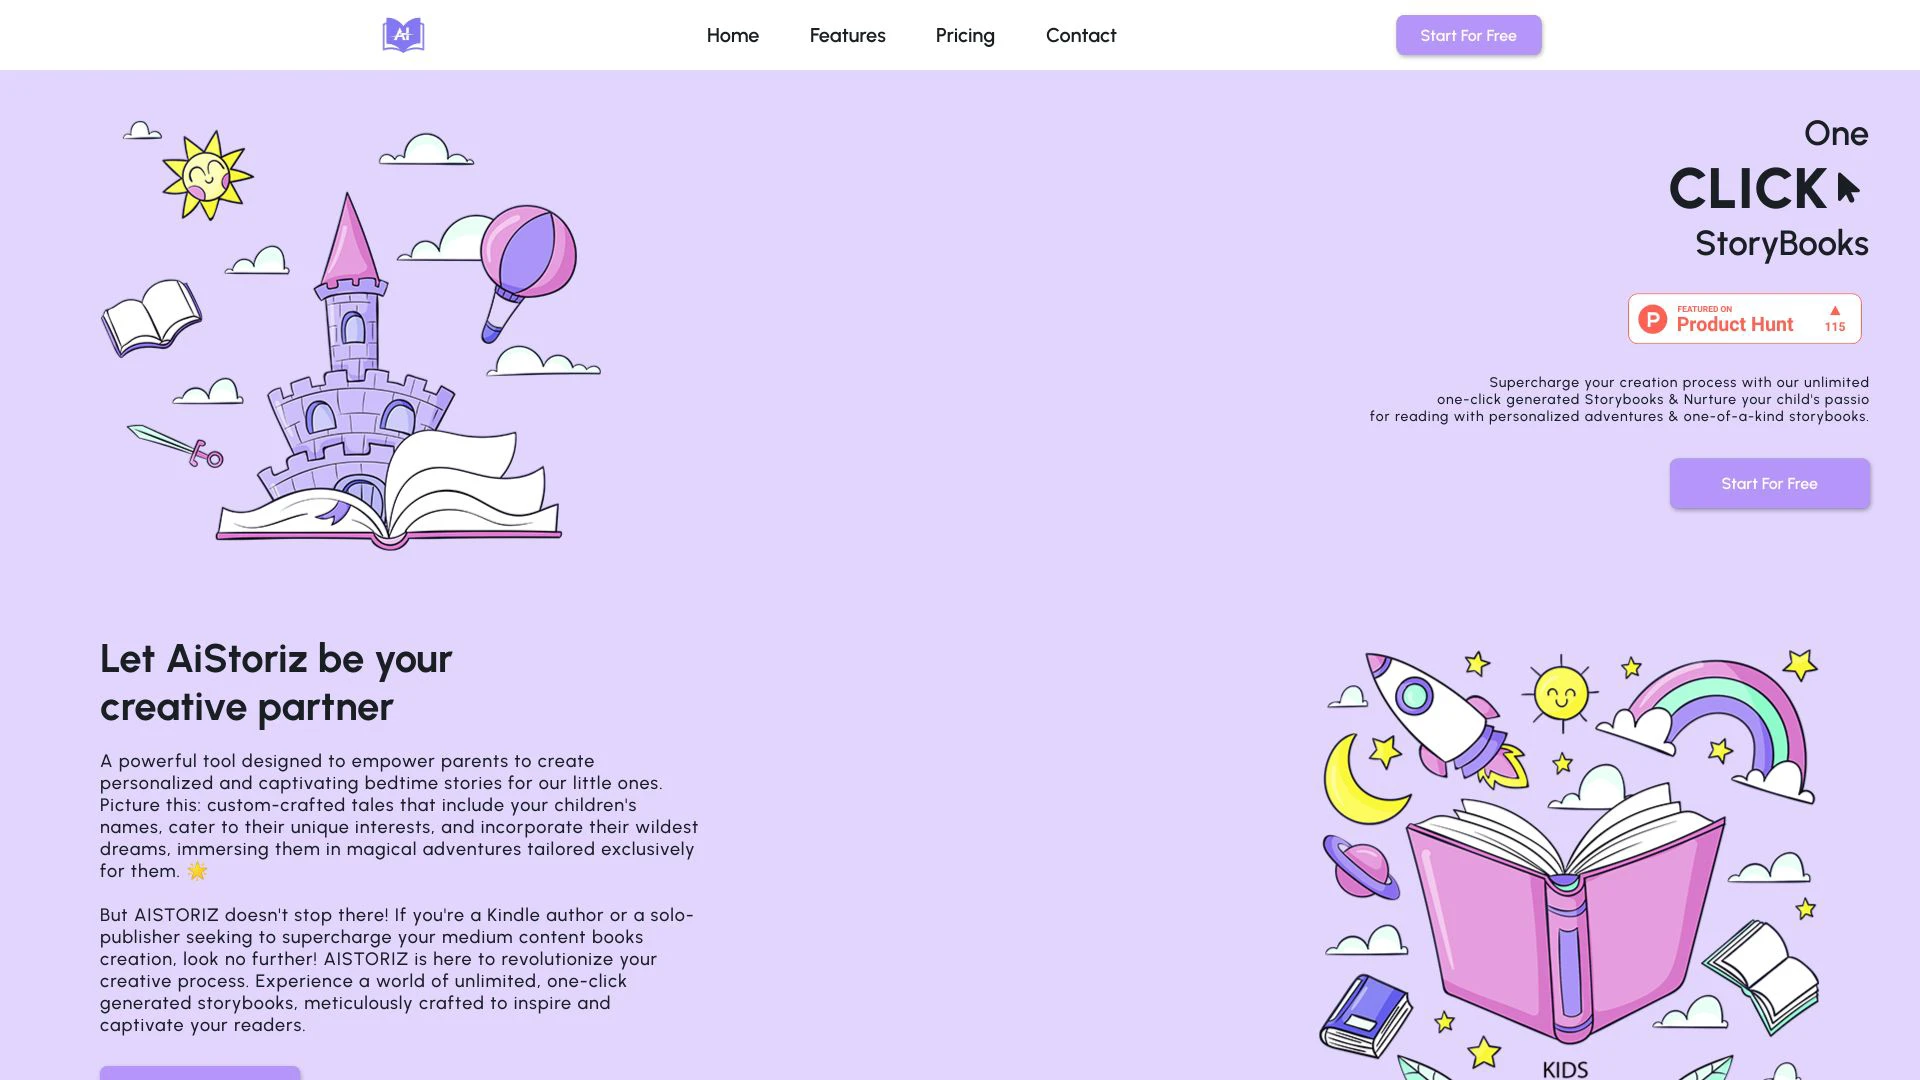 AI
Home
Features
Pricing
Contact
Start For Free
One
CLICK
StoryBooks
FEATURED ON
Product Hunt
115
P
Supercharge your creation process with our unlimited
one-click generated Storybooks & Nurture your child's passio
for reading with personalized adventures & one-of-a-kind storybooks.
Start For Free
Let AiStoriz be your
creative partner
A powerful tool designed to empower parents to create
personalized and captivating bedtime stories for our little ones.
Picture this: custom-crafted tales that include your children's
names, cater to their unique interests, and incorporate their wildest
dreams, immersing them in magical adventures tailored exclusively
for them. 🌟
But AISTORIZ doesn't stop there! If you're a Kindle author or a solo-
publisher seeking to supercharge your medium content books
creation, look no further! AISTORIZ is here to revolutionize your
creative process. Experience a world of unlimited, one-click
generated storybooks, meticulously crafted to inspire and
captivate your readers.
KIDS